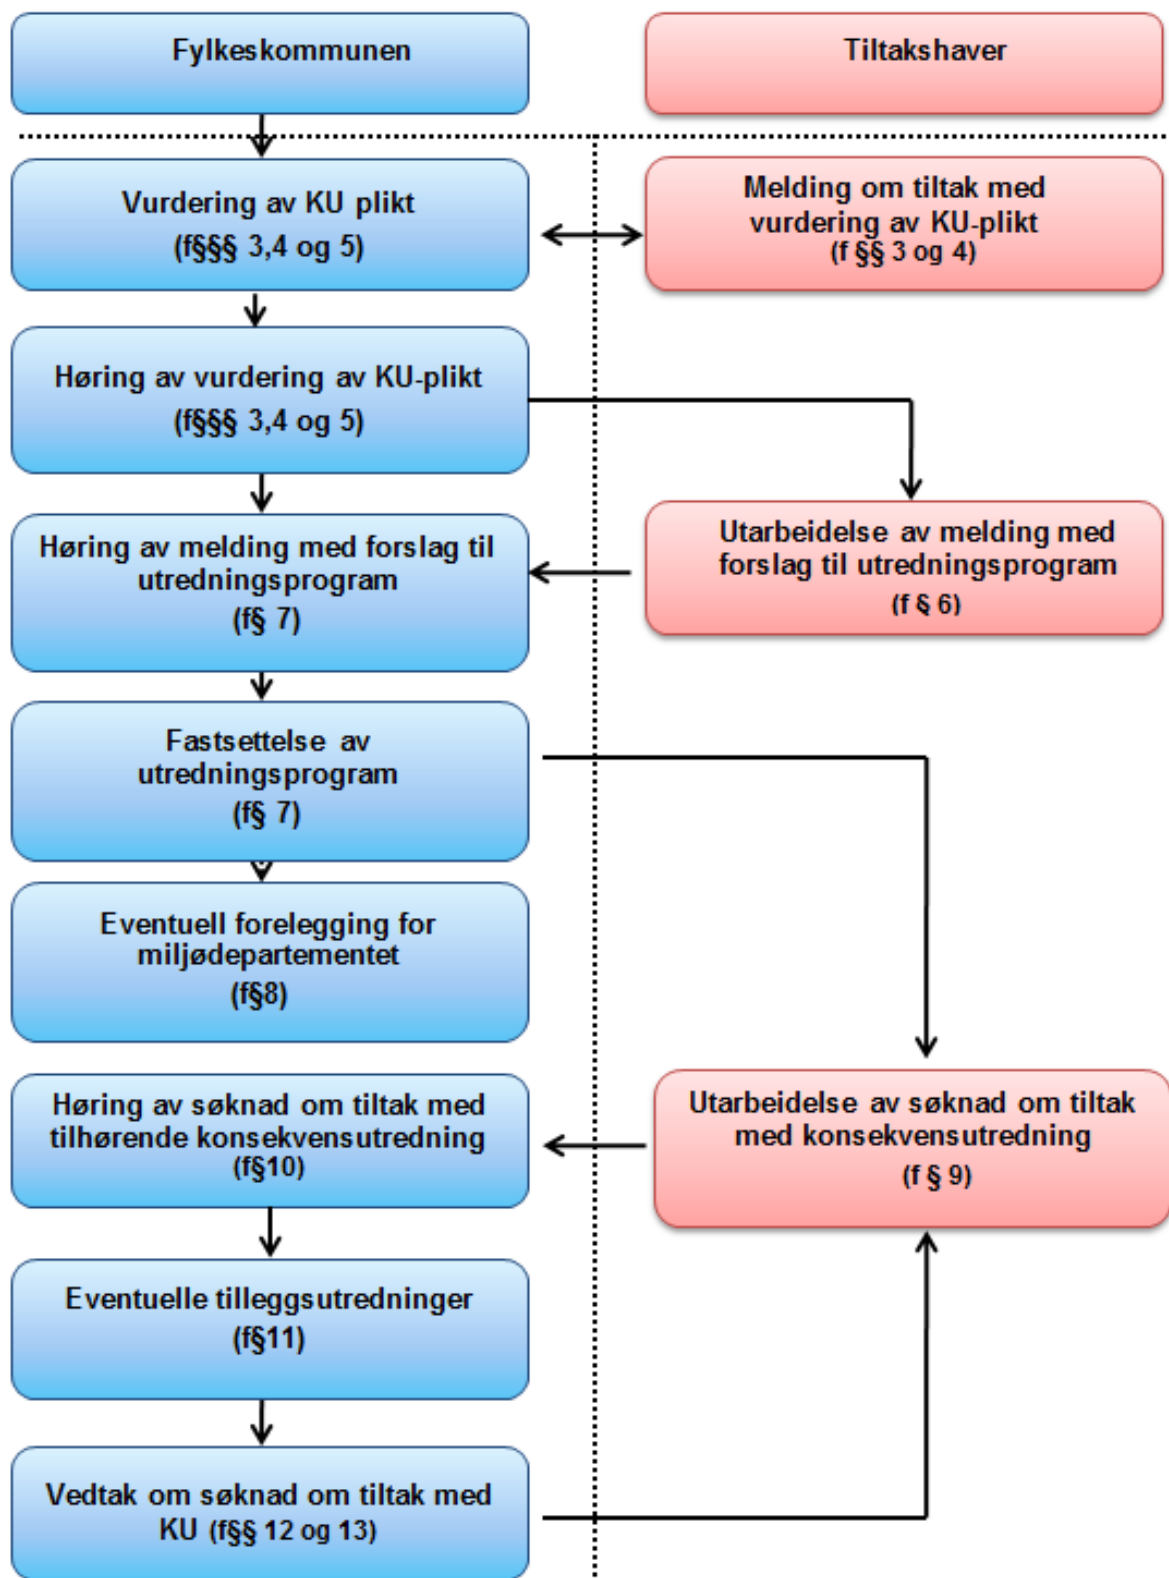 Fylkeskommunen
Tiltakshaver
Vurdering av KU plikt
(f§§§ 3,4 og 5)
Melding om tiltak med
vurdering av KU-plikt
(f §§ 3 og 4)
Høring av vurdering av KU-plikt
(f§§§ 3,4 og 5)
Høring av melding med forslag til
utredningsprogram
(f§ 7)
Utarbeidelse av melding med
forslag til utredningsprogram
(f § 6)
Fastsettelse av
utredningsprogram
(f§ 7)
Eventuell forelegging for
miljødepartementet
(f§8)
Høring av søknad om tiltak med
tilhørende konsekvensutredning
(f§10)
Utarbeidelse av søknad om tiltak
med konsekvensutredning
(f § 9)
Eventuelle tilleggsutredninger
(f§11)
Vedtak om søknad om tiltak med
KU (f§§ 12 og 13)